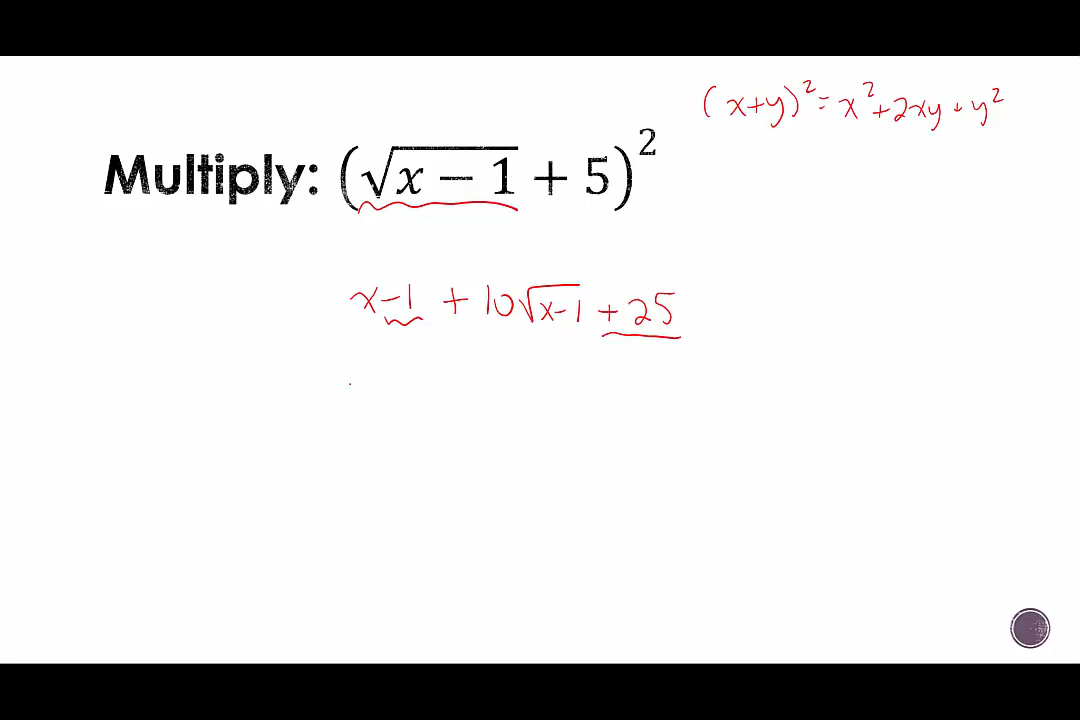 (x+y)² = x² + 2xy + y²
Multiply: (√(x − 1) + 5)²
x - 1 + 10√(x-1) + 25